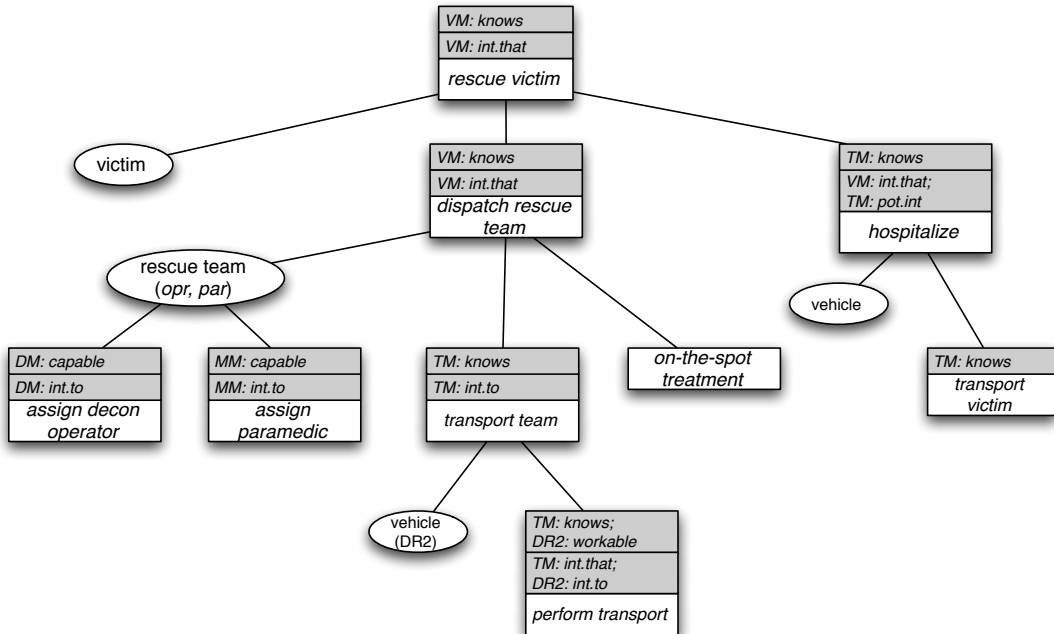 VM: knows
VM: int.that
rescue victim
victim
VM: knows
VM: int.that
dispatch rescue
team
TM: knows
VM: int.that;
TM: pot.int
hospitalize
rescue team
(opr, par)
vehicle
DM: capable
DM: int.to
assign decon
operator
MM: capable
MM: int.to
assign
paramedic
TM: knows
TM: int.to
transport team
on-the-spot
treatment
TM: knows
transport
victim
vehicle
(DR2)
TM: knows;
DR2: workable
TM: int.that;
DR2: int.to
perform transport